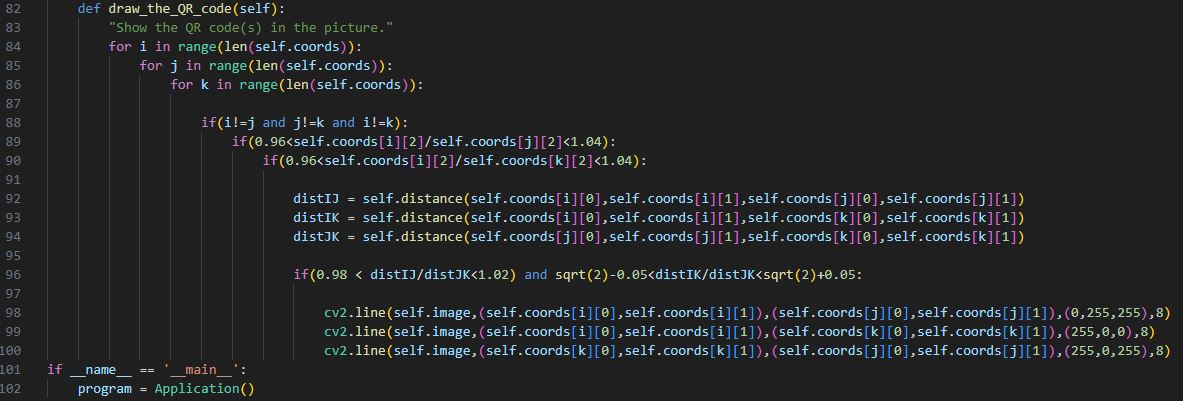 82 def draw_the_QR_code(self):
83 "Show the QR code(s) in the picture."
84 for i in range(len(self.coords)):
85 for j in range(len(self.coords)):
86 for k in range(len(self.coords)):
87
88 if(i!=j and j!=k and i!=k):
89 if(0.96<self.coords[i][2]/self.coords[j][2]<1.04):
90 if(0.96<self.coords[i][2]/self.coords[k][2]<1.04):
91
92 distIJ = self.distance(self.coords[i][0],self.coords[i][1],self.coords[j][0],self.coords[j][1])
93 distIK = self.distance(self.coords[i][0],self.coords[i][1],self.coords[k][0],self.coords[k][1])
94 distJK = self.distance(self.coords[j][0],self.coords[j][1],self.coords[k][0],self.coords[k][1])
95
96 if(0.98 < distIJ/distJK<1.02) and sqrt(2)-0.05<distIK/distJK<sqrt(2)+0.05:
97
98 cv2.line(self.image,(self.coords[i][0],self.coords[i][1]),(self.coords[j][0],self.coords[j][1]),(0,255,255),8)
99 cv2.line(self.image,(self.coords[i][0],self.coords[i][1]),(self.coords[k][0],self.coords[k][1]),(255,0,0),8)
100 cv2.line(self.image,(self.coords[k][0],self.coords[k][1]),(self.coords[j][0],self.coords[j][1]),(255,0,255),8)
101 if __name__ == '__main__':
102 program = Application()